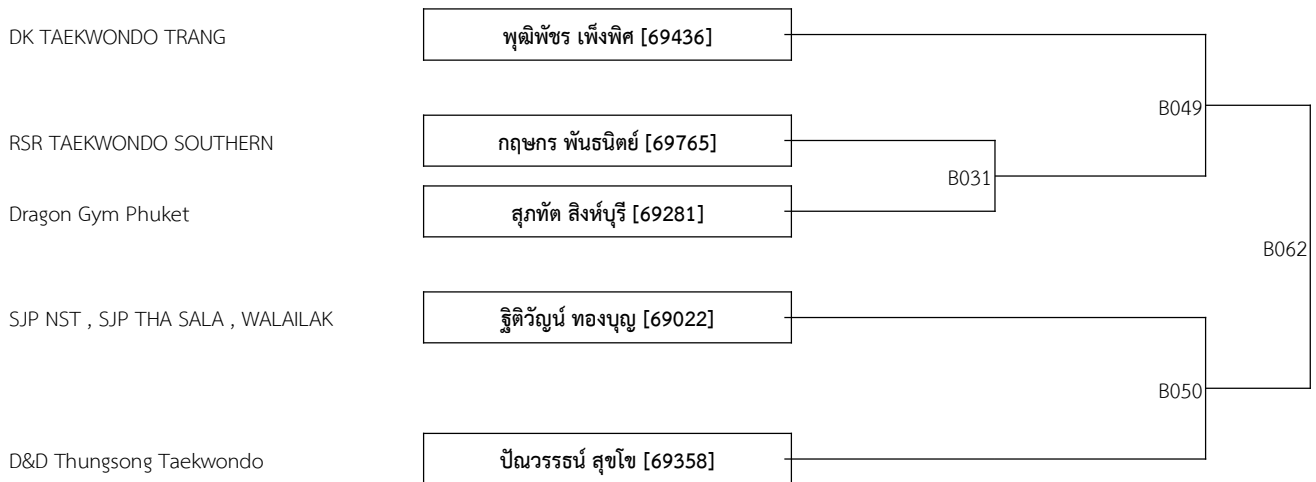 DK TAEKWONDO TRANG พุฒิพัชร เพ็งพิศ [69436]
B049
RSR TAEKWONDO SOUTHERN กฤษกร พันธนิตย์ [69765]
B031
Dragon Gym Phuket สุภทัต สิงห์บุรี [69281]
B062
SJP NST , SJP THA SALA , WALAILAK ฐิติวัญน์ ทองบุญ [69022]
B050
D&D Thungsong Taekwondo ปัณวรรธน์ สุขโข [69358]